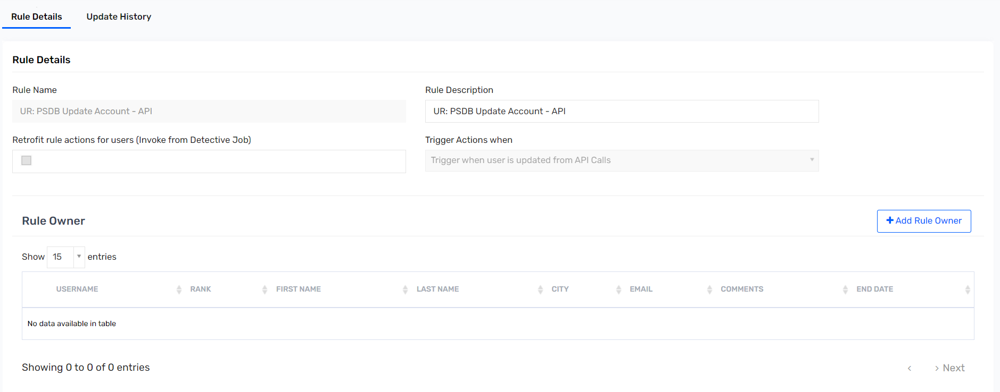 Rule Details
Update History
Rule Details
Rule Name
Rule Description
UR: PSDB Update Account - API
UR: PSDB Update Account - API
Retrofit rule actions for users (Invoke from Detective Job)
Trigger Actions when
Trigger when user is updated from API Calls
Rule Owner
Add Rule Owner
Show 15 entries
USERNAME RANK FIRST NAME LAST NAME CITY EMAIL COMMENTS END DATE
No data available in table
Showing 0 to 0 of 0 entries
Next